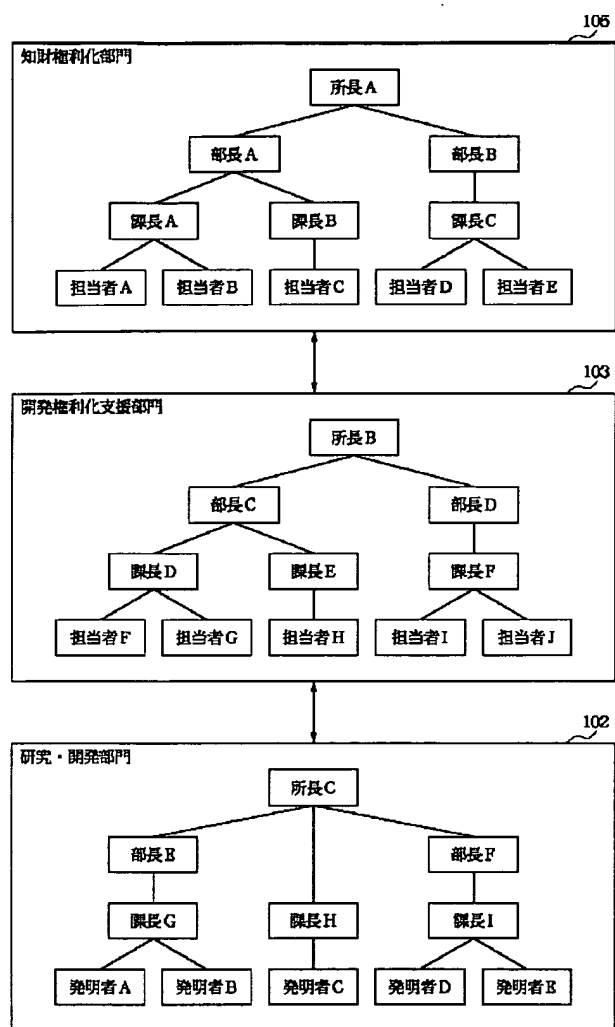 105
知財権利化部門
所長A
部長A 部長B
課長A 課長B 課長C
担当者A 担当者B 担当者C 担当者D 担当者E
103
開発権利化支援部門
所長B
部長C 部長D
課長D 課長E 課長F
担当者F 担当者G 担当者H 担当者I 担当者J
102
研究・開発部門
所長C
部長E 部長F
課長G 課長H 課長I
発明者A 発明者B 発明者C 発明者D 発明者E